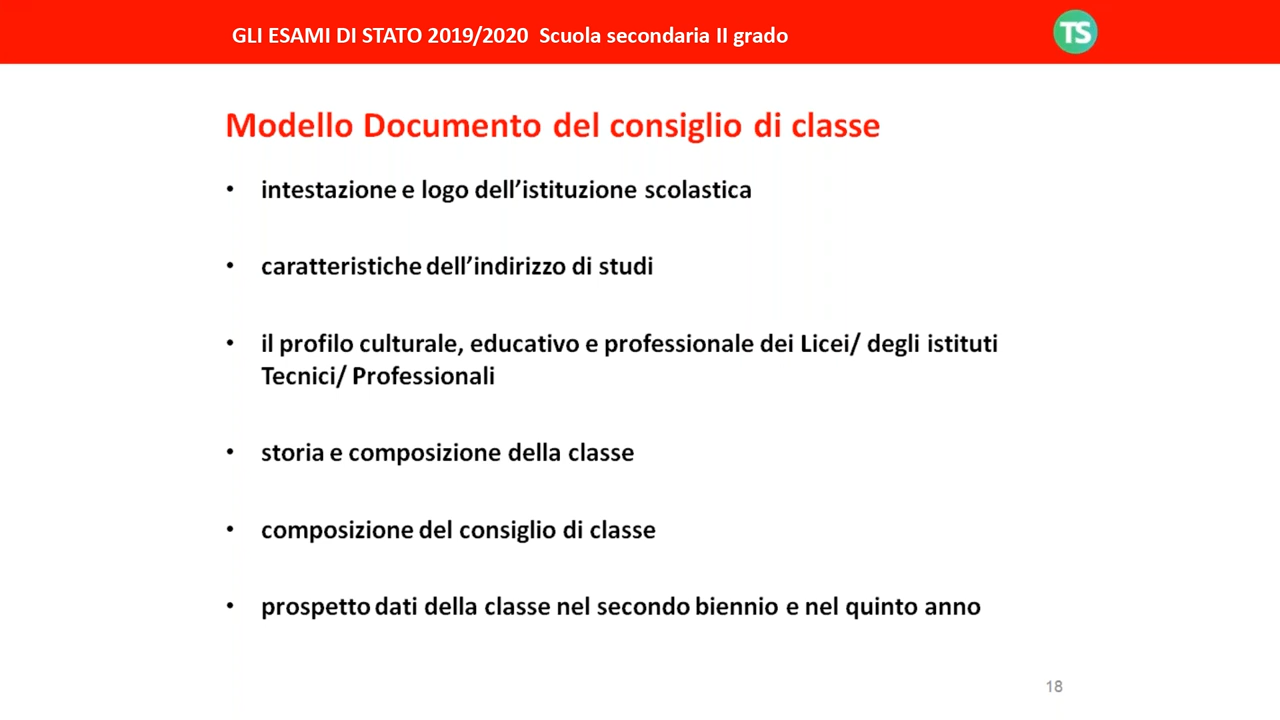 GLI ESAMI DI STATO 2019/2020 Scuola secondaria II grado
TS
Modello Documento del consiglio di classe
• intestazione e logo dell’istituzione scolastica
• caratteristiche dell’indirizzo di studi
• il profilo culturale, educativo e professionale dei Licei/ degli istituti
Tecnici/ Professionali
• storia e composizione della classe
• composizione del consiglio di classe
• prospetto dati della classe nel secondo biennio e nel quinto anno
18